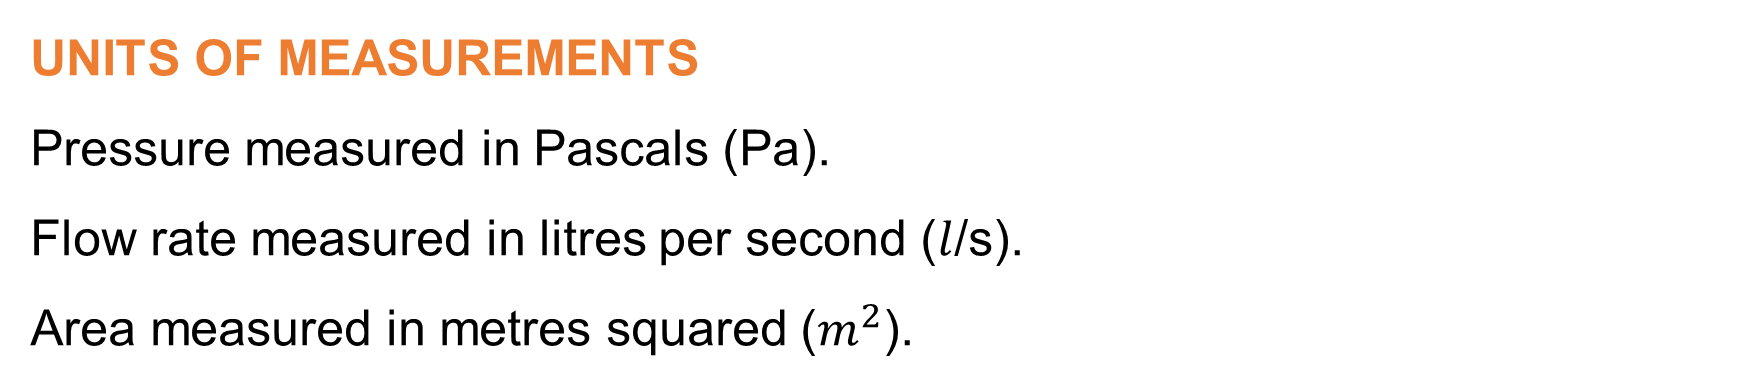 UNITS OF MEASUREMENTS
Pressure measured in Pascals (Pa).
Flow rate measured in litres per second (l/s).
Area measured in metres squared (m²).